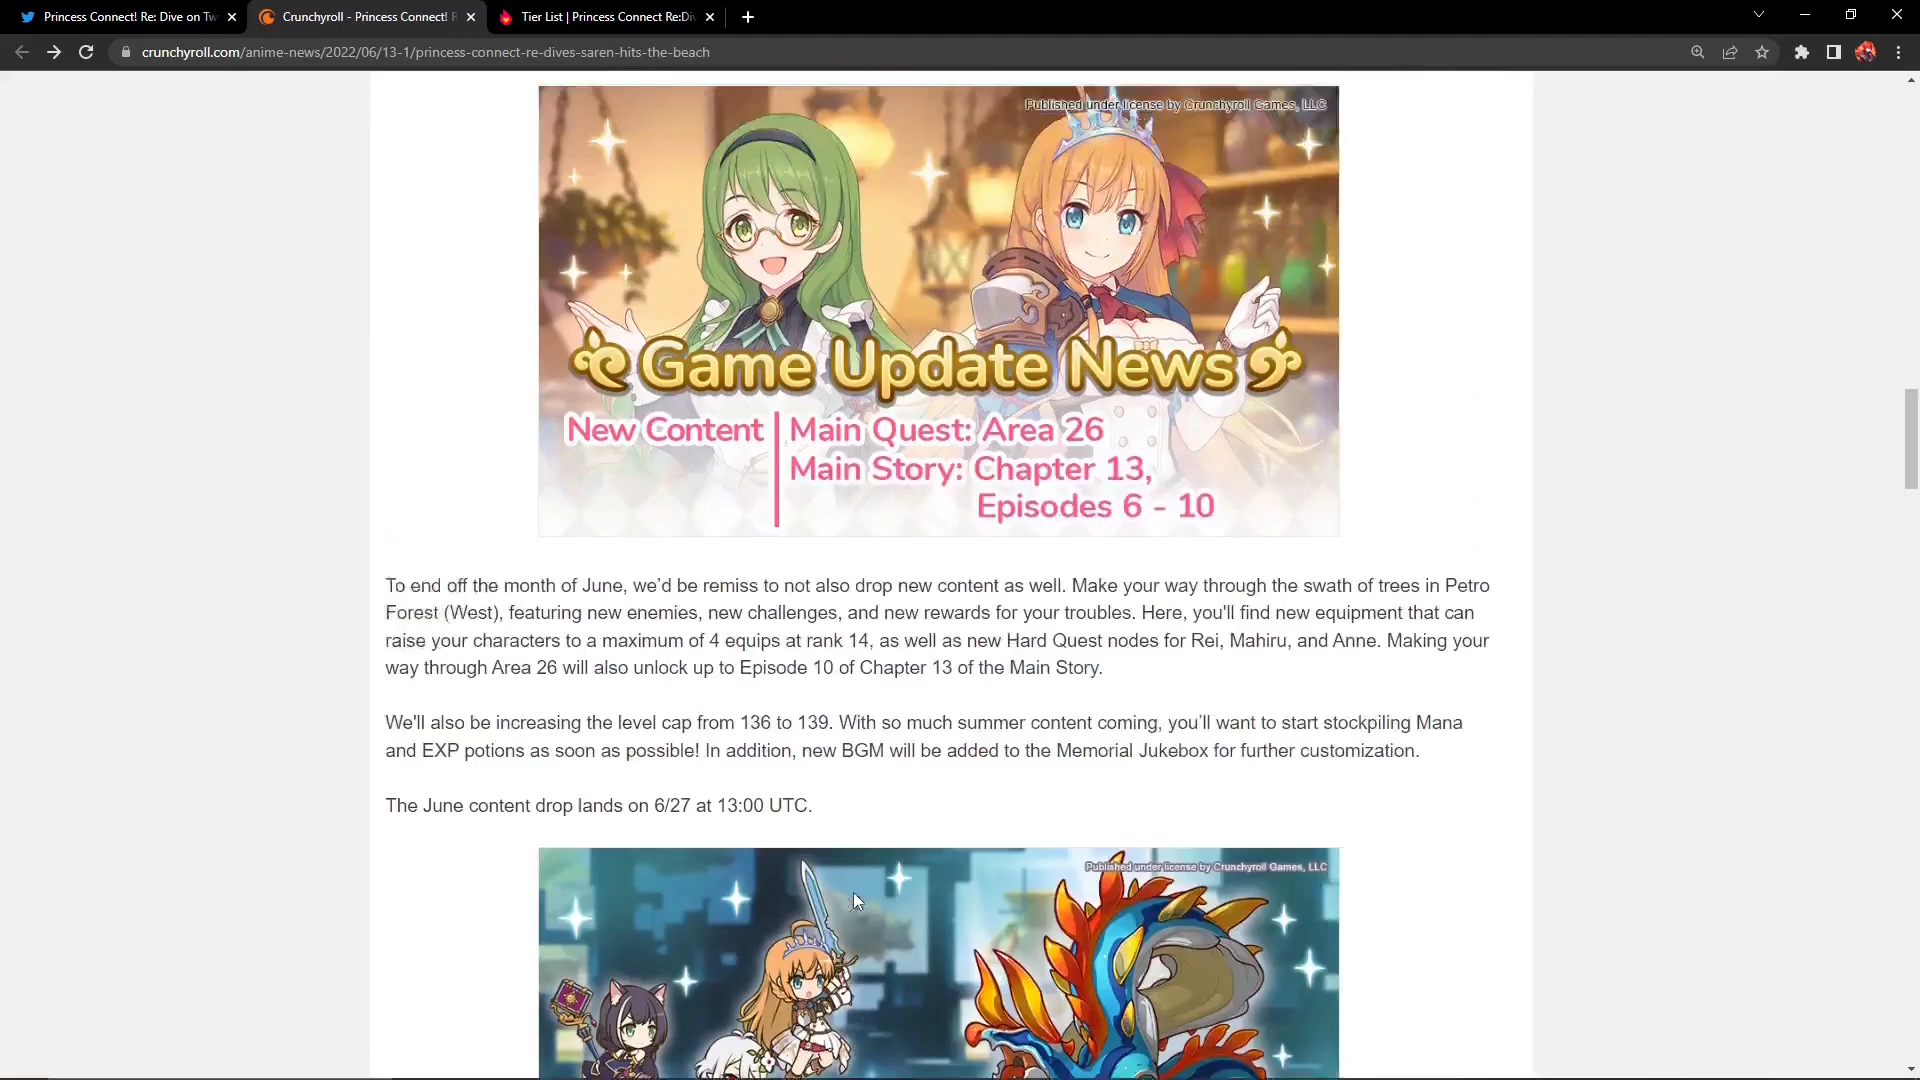 Princess Connect! Re: Dive on Tw
Crunchyroll - Princess Connect! R
Tier List | Princess Connect Re:Di
crunchyroll.com/anime-news/2022/06/13-1/princess-connect-re-dives-saren-hits-the-beach
Published under license by Crunchyroll Games, LLC
Game Update News
New Content
Main Quest: Area 26
Main Story: Chapter 13,
Episodes 6 - 10
To end off the month of June, we’d be remiss to not also drop new content as well. Make your way through the swath of trees in Petro
Forest (West), featuring new enemies, new challenges, and new rewards for your troubles. Here, you'll find new equipment that can
raise your characters to a maximum of 4 equips at rank 14, as well as new Hard Quest nodes for Rei, Mahiru, and Anne. Making your
way through Area 26 will also unlock up to Episode 10 of Chapter 13 of the Main Story.
We'll also be increasing the level cap from 136 to 139. With so much summer content coming, you’ll want to start stockpiling Mana
and EXP potions as soon as possible! In addition, new BGM will be added to the Memorial Jukebox for further customization.
The June content drop lands on 6/27 at 13:00 UTC.
Published under license by Crunchyroll Games, LLC